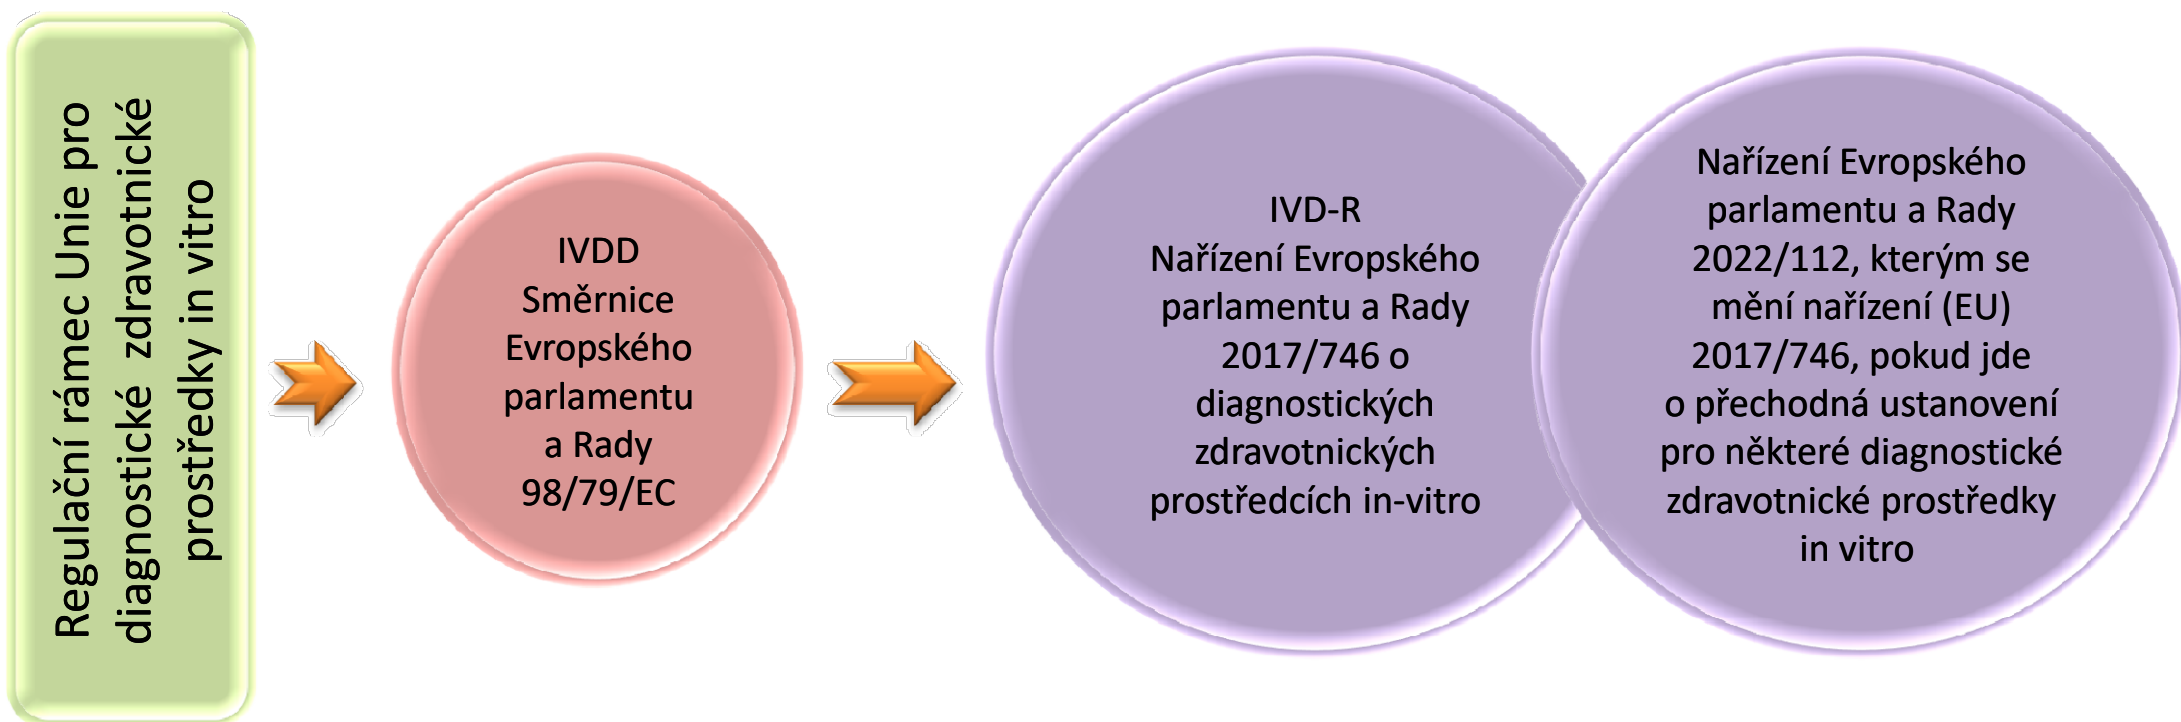 Regulační rámec Unie pro
diagnostické zdravotnické
prostředky in vitro
IVDD
Směrnice
Evropského
parlamentu
a Rady
98/79/EC
IVD-R
Nařízení Evropského
parlamentu a Rady
2017/746 o
diagnostických
zdravotnických
prostředcích in-vitro
Nařízení Evropského
parlamentu a Rady
2022/112, kterým se
mění nařízení (EU)
2017/746, pokud jde
o přechodná ustanovení
pro některé diagnostické
zdravotnické prostředky
in vitro